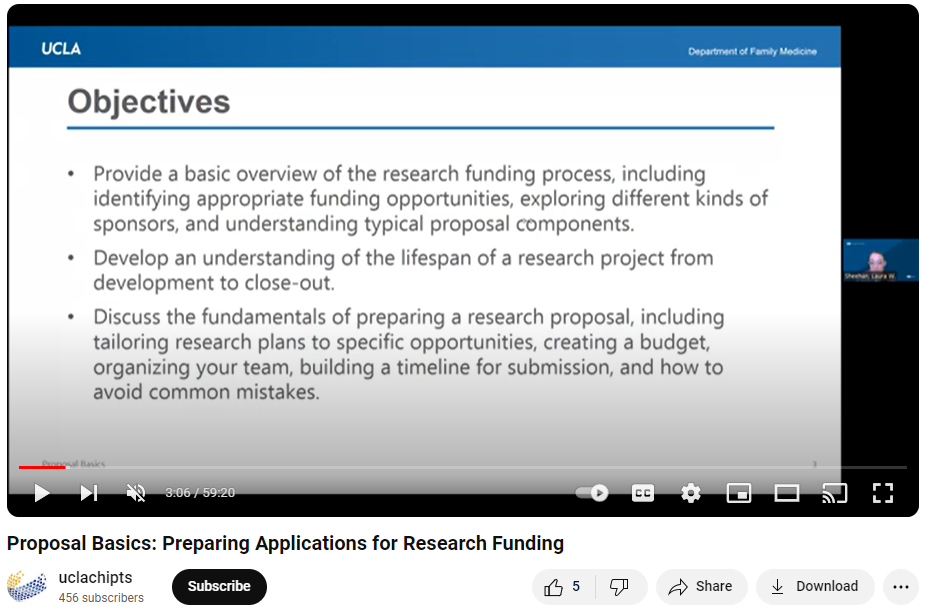 UCLA
Department of Family Medicine
Objectives
• Provide a basic overview of the research funding process, including
identifying appropriate funding opportunities, exploring different kinds of
sponsors, and understanding typical proposal components.
• Develop an understanding of the lifespan of a research project from
development to close-out.
• Discuss the fundamentals of preparing a research proposal, including
tailoring research plans to specific opportunities, creating a budget,
organizing your team, building a timeline for submission, and how to
avoid common mistakes.
Sheehan, Laura W.
Proposal Basics
3
3:06 / 59:20
CC
Proposal Basics: Preparing Applications for Research Funding
uclachipts
456 subscribers
Subscribe
5
Share
Download